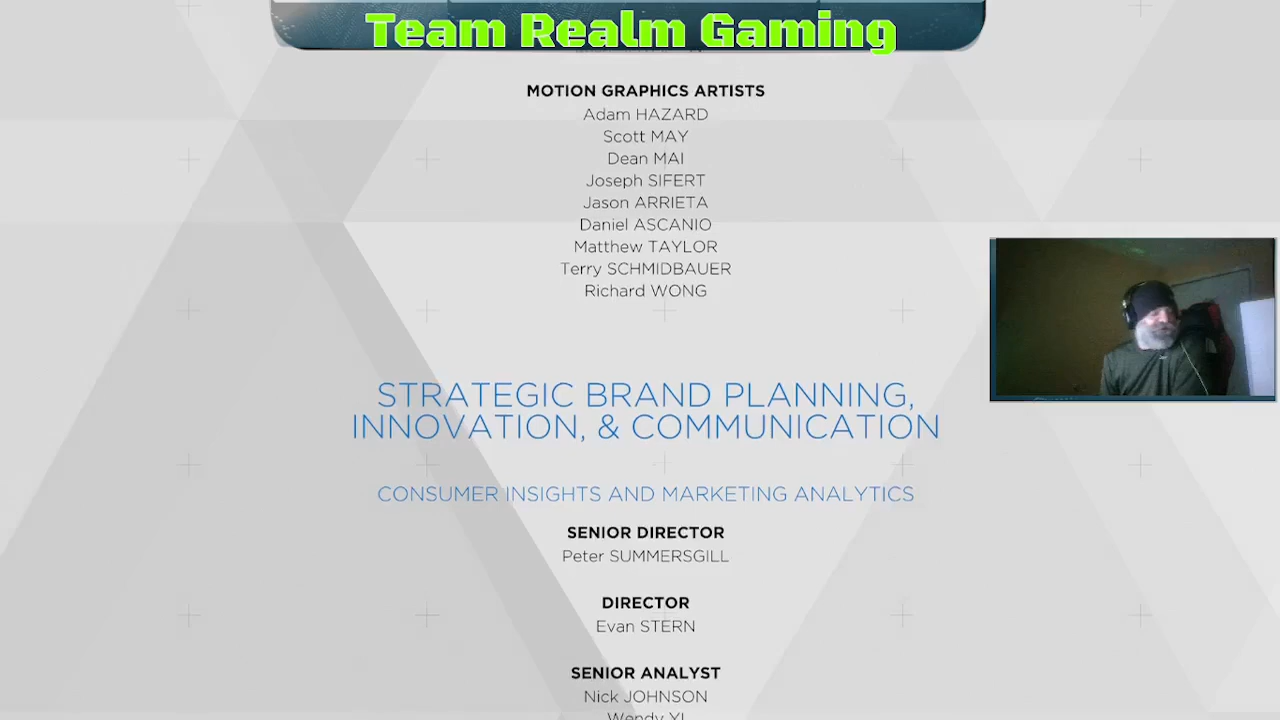 Team Realm Gaming
MOTION GRAPHICS ARTISTS
Adam HAZARD
Scott MAY
Dean MAI
Joseph SIFERT
Jason ARRIETA
Daniel ASCANIO
Matthew TAYLOR
Terry SCHMIDBAUER
Richard WONG
STRATEGIC BRAND PLANNING,
INNOVATION, & COMMUNICATION
CONSUMER INSIGHTS AND MARKETING ANALYTICS
SENIOR DIRECTOR
Peter SUMMERSGILL
DIRECTOR
Evan STERN
SENIOR ANALYST
Nick JOHNSON
Wendy YI